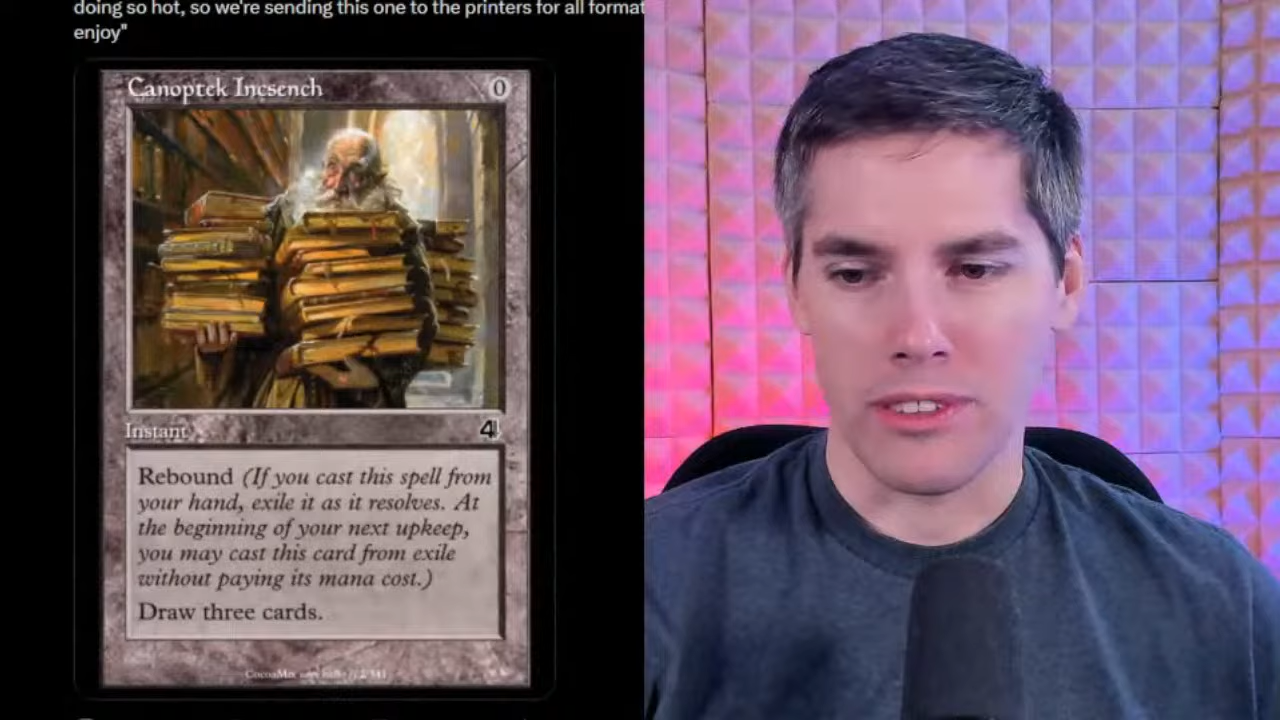 doing so hot, so we're sending this one to the printers for all format
enjoy"
Canoptek Incsench 0
Instant 4
Rebound (If you cast this spell from
your hand, exile it as it resolves. At
the beginning of your next upkeep,
you may cast this card from exile
without paying its mana cost.)
Draw three cards.